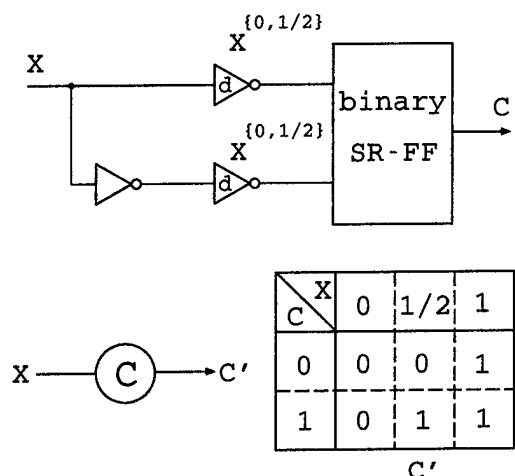 X
X{0,1/2}
d
binary
SR-FF
C
X{0,1/2}
d
X
C
C'
C X 0 1/2 1
0 0 0 1
1 0 1 1
C'